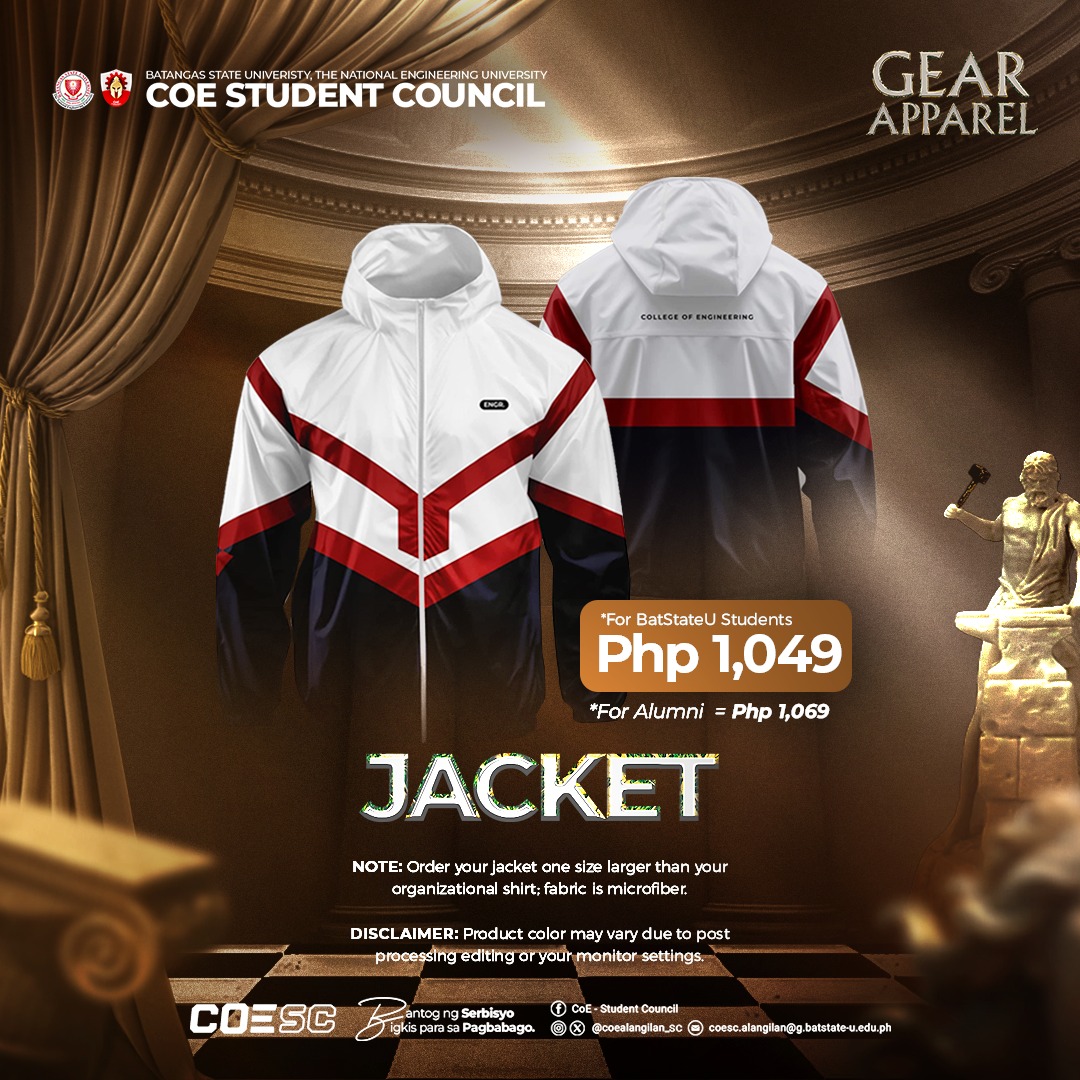 BATANGAS STATE UNIVERISTY, THE NATIONAL ENGINEERING UNIVERSITY
COE STUDENT COUNCIL
GEAR
APPAREL
COLLEGE OF ENGINEERING
ENGR.
*For BatStateU Students
Php 1,049
*For Alumni = Php 1,069
JACKET
NOTE: Order your jacket one size larger than your
organizational shirt; fabric is microfiber.
DISCLAIMER: Product color may vary due to post
processing editing or your monitor settings.
COESC
Bantog ng Serbisyo
Bigkis para sa Pagbabago.
CoE - Student Council
@coealangilan_sc
coesc.alangilan@g.batstate-u.edu.ph